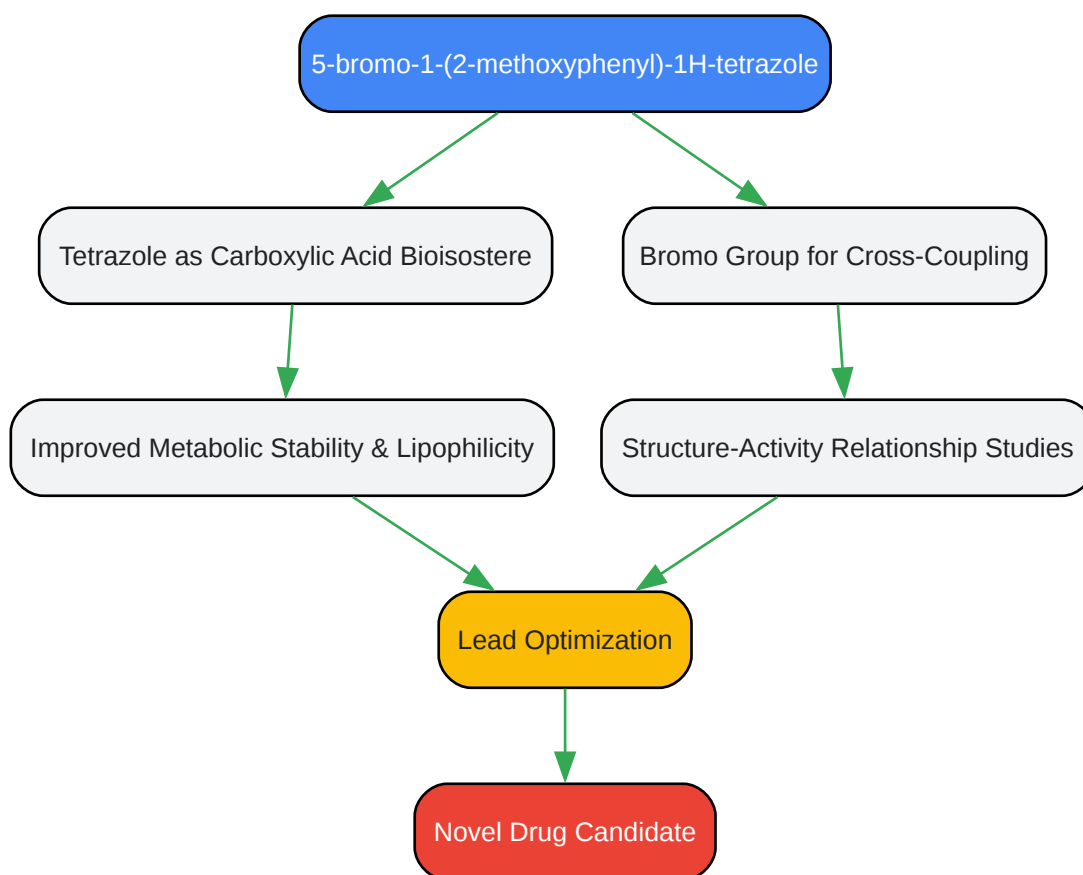 5-bromo-1-(2-methoxyphenyl)-1H-tetrazole
Tetrazole as Carboxylic Acid Bioisostere
Bromo Group for Cross-Coupling
Improved Metabolic Stability & Lipophilicity
Structure-Activity Relationship Studies
Lead Optimization
Novel Drug Candidate